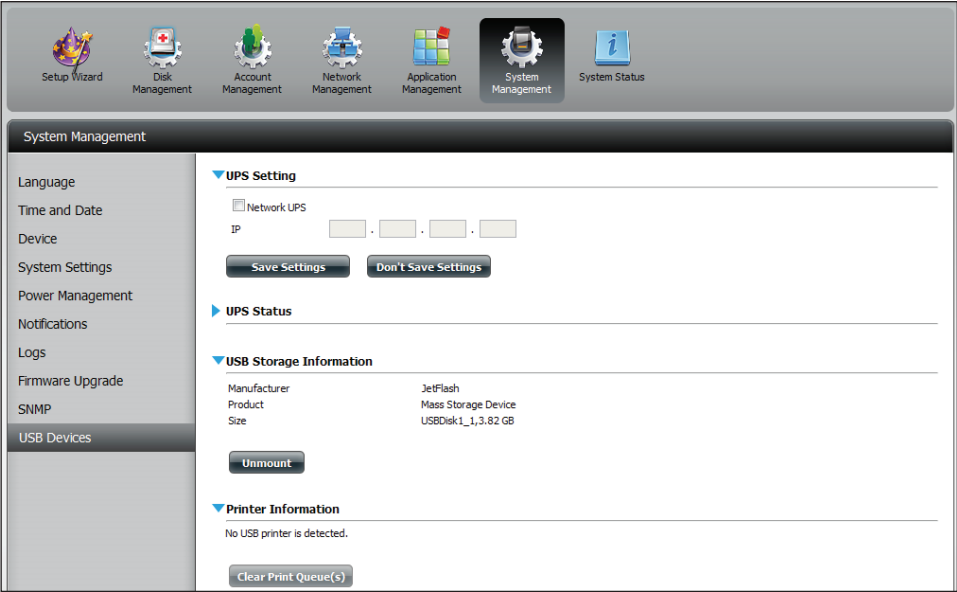 Setup Wizard
Disk Management
Account Management
Network Management
Application Management
System Management
System Status
System Management
Language
Time and Date
Device
System Settings
Power Management
Notifications
Logs
Firmware Upgrade
SNMP
USB Devices
UPS Setting
Network UPS
IP . . .
Save Settings Don't Save Settings
UPS Status
USB Storage Information
Manufacturer JetFlash
Product Mass Storage Device
Size USBDisk1_1,3.82 GB
Unmount
Printer Information
No USB printer is detected.
Clear Print Queue(s)